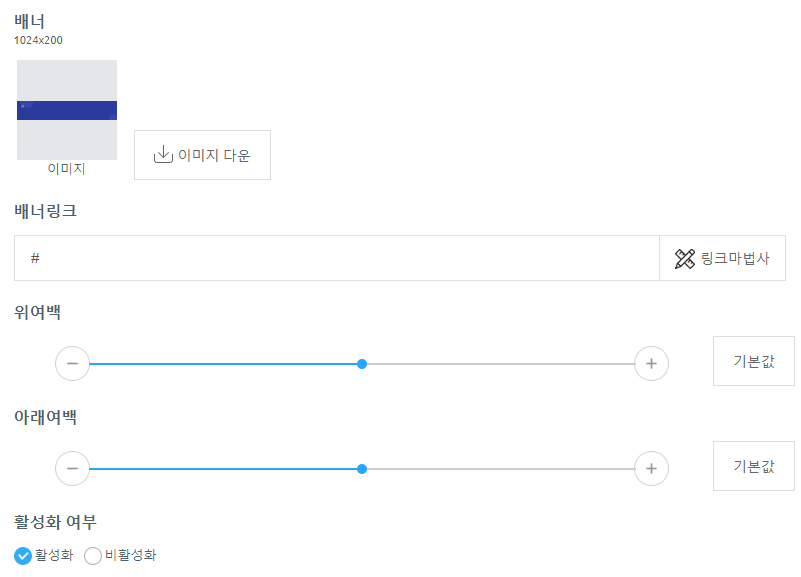 배너
1024x200
이미지
이미지 다운
배너링크
#
링크마법사
위여백
기본값
아래여백
기본값
활성화 여부
활성화 비활성화